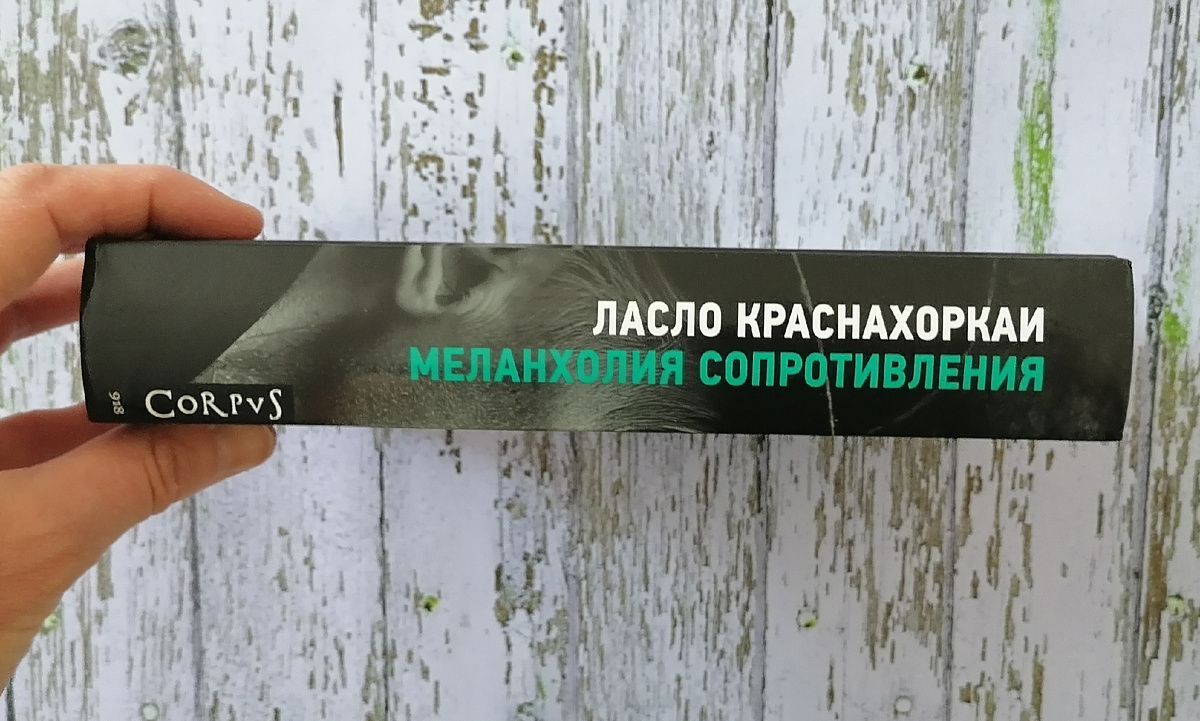 ЛАСЛО КРАСНАХОРКАИ
МЕЛАНХОЛИЯ СОПРОТИВЛЕНИЯ
918
CORPVS